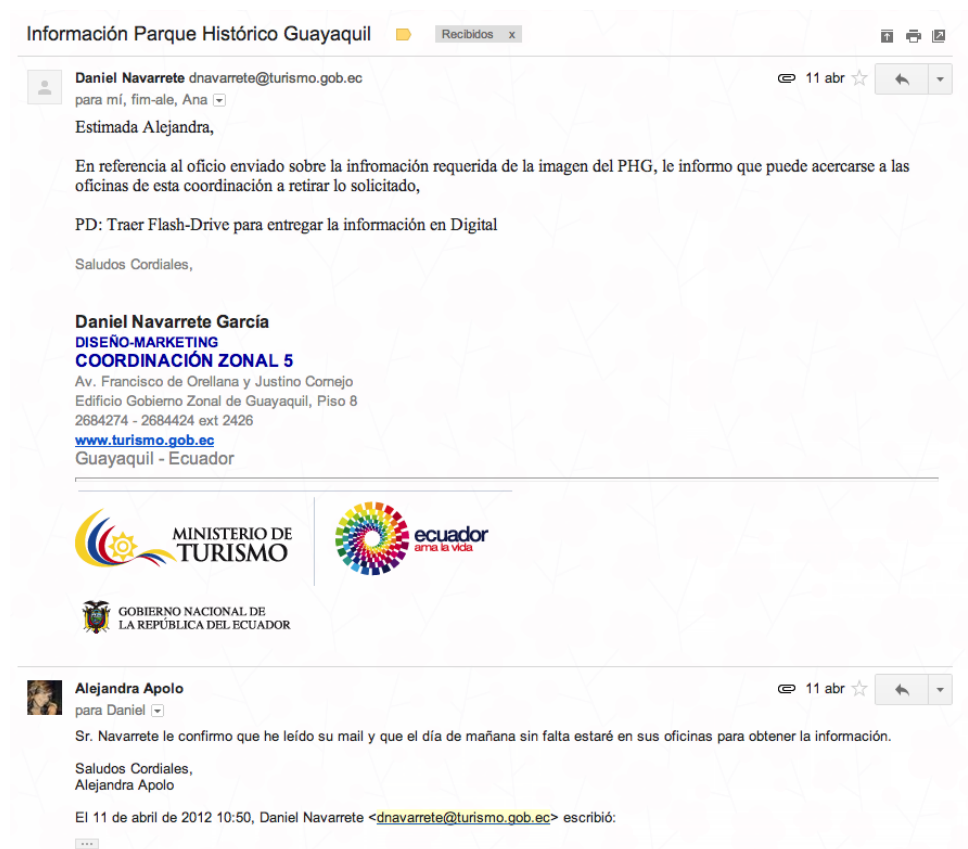 Información Parque Histórico Guayaquil Recibidos x
Daniel Navarrete dnavarrete@turismo.gob.ec 11 abr
para mí, fim-ale, Ana
Estimada Alejandra,
En referencia al oficio enviado sobre la infromación requerida de la imagen del PHG, le informo que puede acercarse a las
oficinas de esta coordinación a retirar lo solicitado,
PD: Traer Flash-Drive para entregar la información en Digital
Saludos Cordiales,
Daniel Navarrete García
DISEÑO-MARKETING
COORDINACIÓN ZONAL 5
Av. Francisco de Orellana y Justino Cornejo
Edificio Gobierno Zonal de Guayaquil, Piso 8
2684274 - 2684424 ext 2426
www.turismo.gob.ec
Guayaquil - Ecuador
MINISTERIO DE
TURISMO
ecuador
ama la vida
GOBIERNO NACIONAL DE
LA REPÚBLICA DEL ECUADOR
Alejandra Apolo 11 abr
para Daniel
Sr. Navarrete le confirmo que he leído su mail y que el día de mañana sin falta estaré en sus oficinas para obtener la información.
Saludos Cordiales,
Alejandra Apolo
El 11 de abril de 2012 10:50, Daniel Navarrete <dnavarrete@turismo.gob.ec> escribió: